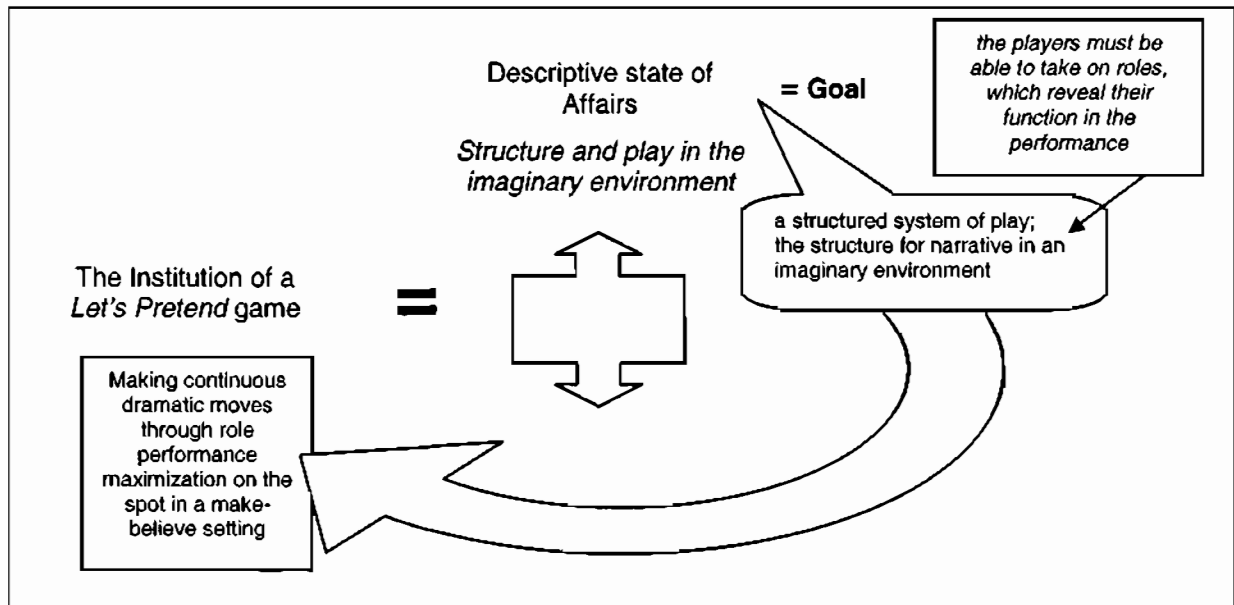 Descriptive state of
Affairs
= Goal
Structure and play in the
imaginary environment
the players must be
able to take on roles,
which reveal their
function in the
performance
a structured system of play;
the structure for narrative in an
imaginary environment
The Institution of a
Let's Pretend game
=
Making continuous
dramatic moves
through role
performance
maximization on the
spot in a make-
believe setting